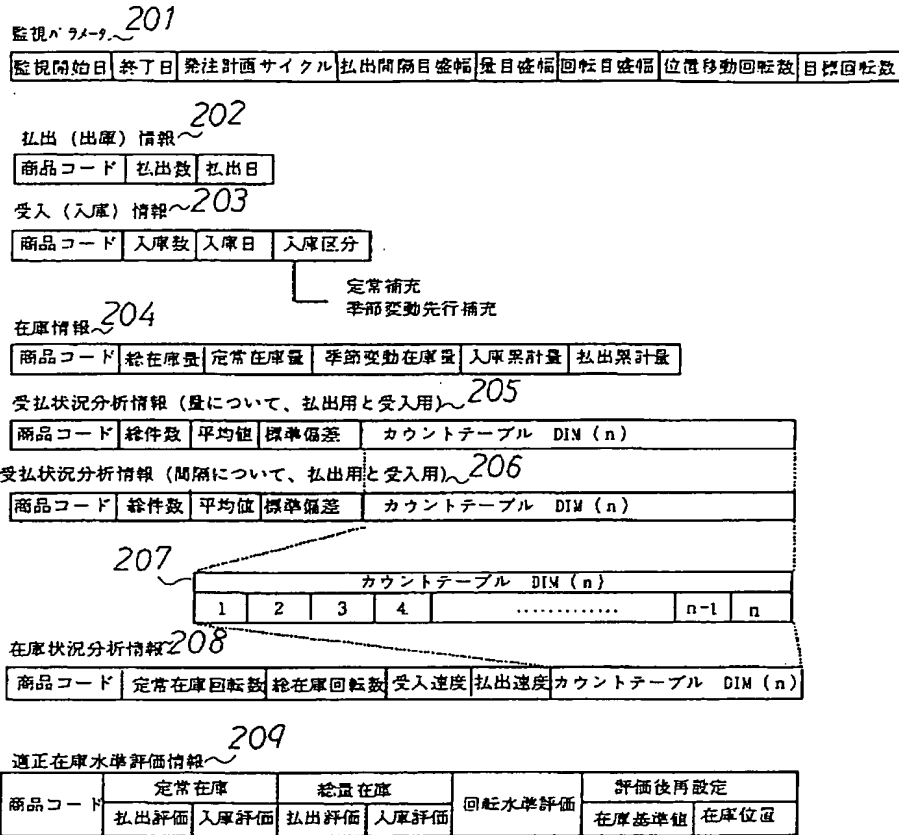 監視パラメータ 201
監視開始日 終了日 発注計画サイクル 払出間隔目盛幅 量目盛幅 回転目盛幅 位置移動回転数 目標回転数
払出（出庫）情報 202
商品コード 払出数 払出日
受入（入庫）情報 203
商品コード 入庫数 入庫日 入庫区分
定常補充
季節変動先行補充
在庫情報 204
商品コード 総在庫量 定常在庫量 季節変動在庫量 入庫累計量 払出累計量
受払状況分析情報（量について、払出用と受入用） 205
商品コード 総件数 平均値 標準偏差 カウントテーブル DIM（n）
受払状況分析情報（間隔について、払出用と受入用） 206
商品コード 総件数 平均値 標準偏差 カウントテーブル DIM（n）
207
カウントテーブル DIM（n）
1 2 3 4 ............. n-1 n
在庫状況分析情報 208
商品コード 定常在庫回転数 総在庫回転数 受入速度 払出速度 カウントテーブル DIM（n）
適正在庫水準評価情報 209
商品コード 定常在庫 総量在庫 回転水準評価 評価後再設定
払出評価 入庫評価 払出評価 入庫評価 在庫基準値 在庫位置